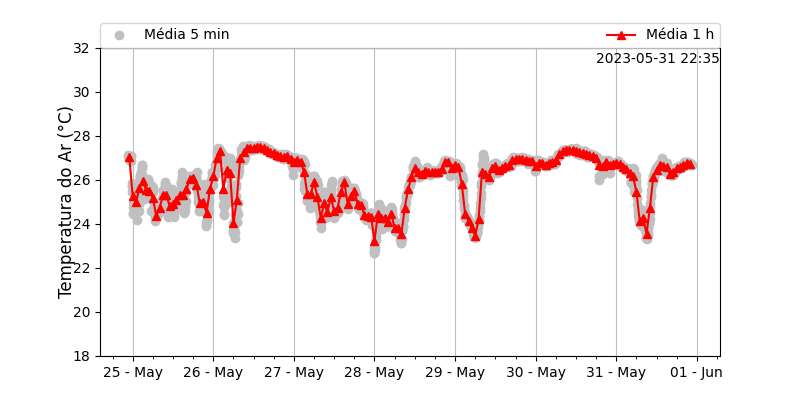 Média 5 min
Média 1 h
2023-05-31 22:35
Temperatura do Ar (°C)
32
30
28
26
24
22
20
18
25 - May
26 - May
27 - May
28 - May
29 - May
30 - May
31 - May
01 - Jun